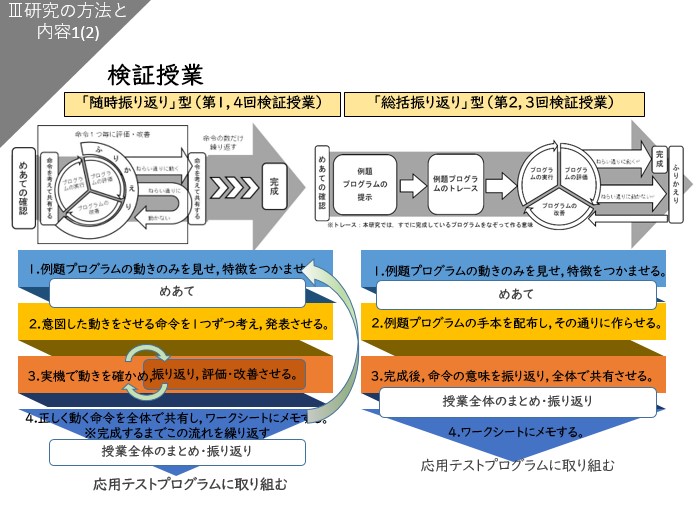 Ⅲ研究の方法と
内容1(2)
検証授業
「随時振り返り」型（第1,4回検証授業）
「総括振り返り」型（第2,3回検証授業）
めあての確認
命令１つ毎に評価・改善
命令を考えて共有する
ふりかえり
プログラムの実行
プログラムの評価
プログラムの改善
ねらい通りに動く
ねらい通りに
動かない
命令を考えて共有する
命令の数だけ
繰り返す
完成
めあての確認
例題
プログラムの
提示
例題プログラ
ムのトレース
プログラ
ムの実行
プログラ
ムの評価
プログラム
の改善
ねらい通りに動く
ねらい通りに動かない
完成
ふりかえり
※トレース：本研究では、すでに完成しているプログラムをなぞって作る意味
1.例題プログラムの動きのみを見せ,特徴をつかませ
めあて
2.意図した動きをさせる命令を1つずつ考え,発表させる。
3.実機で動きを確かめ,振り返り,評価・改善させる。
4.正しく動く命令を全体で共有し,ワークシートにメモする。
※完成するまでこの流れを繰り返す
授業全体のまとめ・振り返り
応用テストプログラムに取り組む
1.例題プログラムの動きのみを見せ,特徴をつかませる。
めあて
2.例題プログラムの手本を配布し,その通りに作らせる。
3.完成後,命令の意味を振り返り,全体で共有させる。
授業全体のまとめ・振り返り
4.ワークシートにメモする。
応用テストプログラムに取り組む